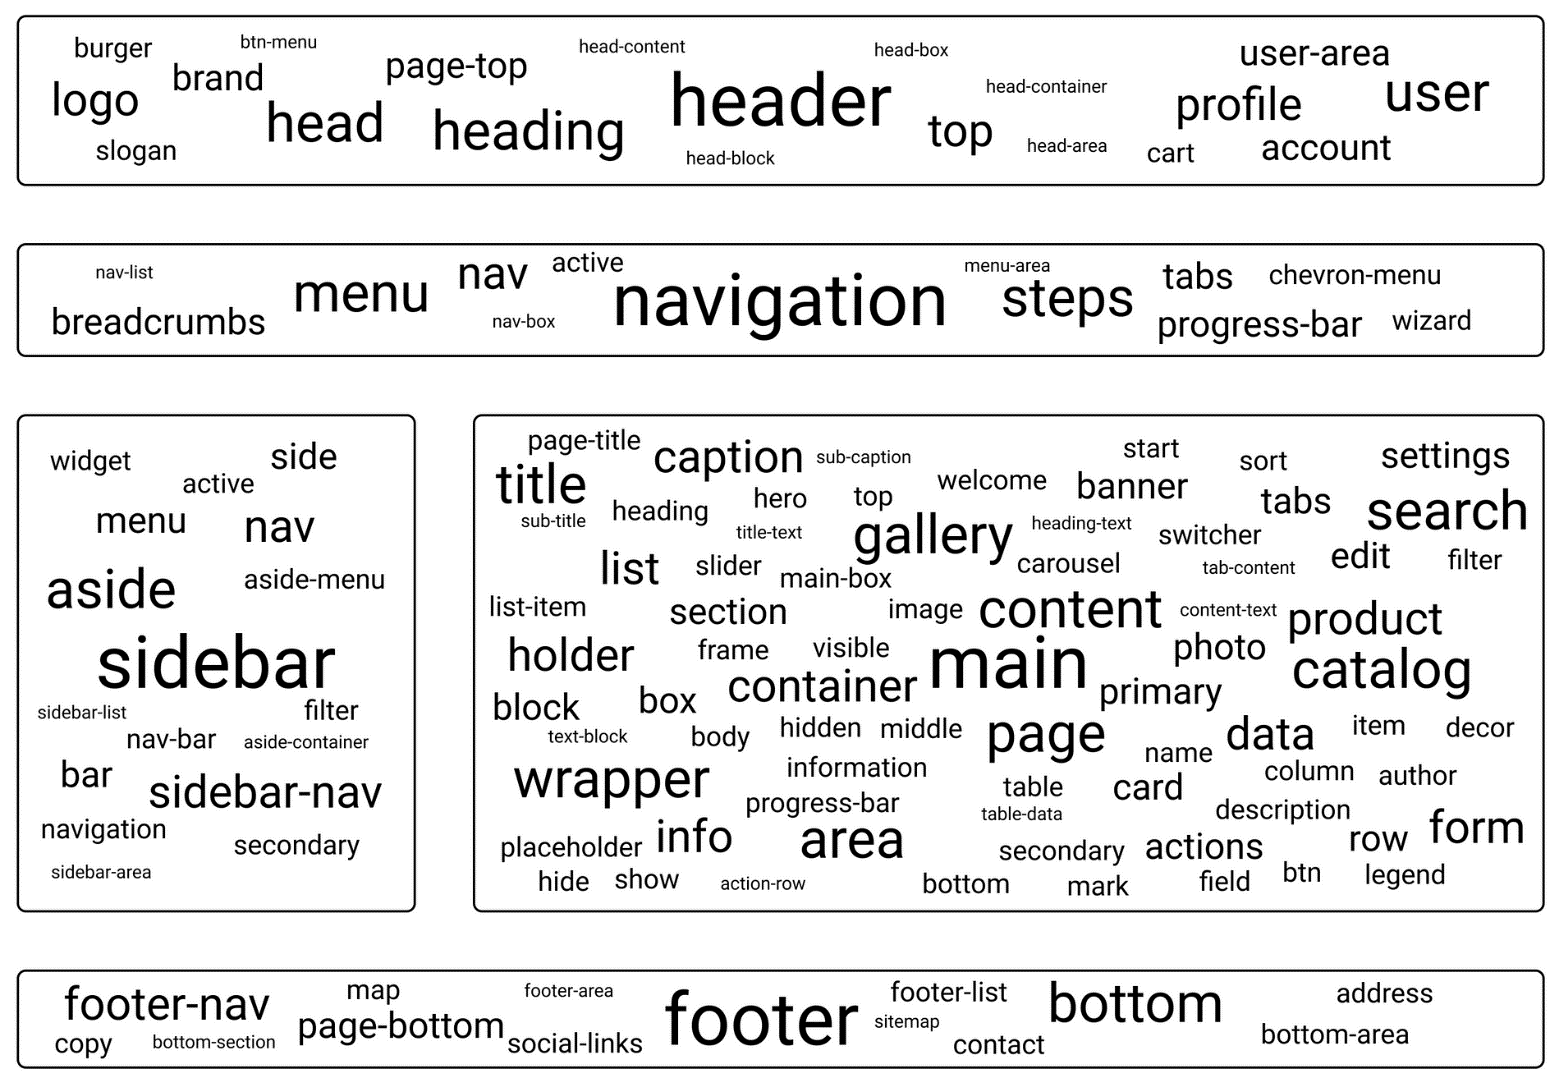 burger btn-menu head-content head-box user-area
logo brand page-top header head-container profile user
slogan head heading head-block top head-area cart account
nav-list menu nav active navigation menu-area steps tabs chevron-menu
breadcrumbs nav-box progress-bar wizard
widget side
active
menu nav
aside aside-menu
sidebar
sidebar-list filter
nav-bar aside-container
bar sidebar-nav
navigation secondary
sidebar-area
page-title caption sub-caption start sort settings
title hero top welcome banner tabs search
sub-title heading title-text gallery heading-text switcher edit filter
list slider main-box carousel tab-content
list-item section image content content-text product
holder frame visible main photo catalog
block box container primary
text-block body hidden middle page name data item decor
wrapper information table card column author
progress-bar table-data description
placeholder info area secondary actions row form
hide show action-row bottom mark field btn legend
footer-nav map footer-area footer footer-list bottom address
copy bottom-section page-bottom social-links sitemap contact bottom-area